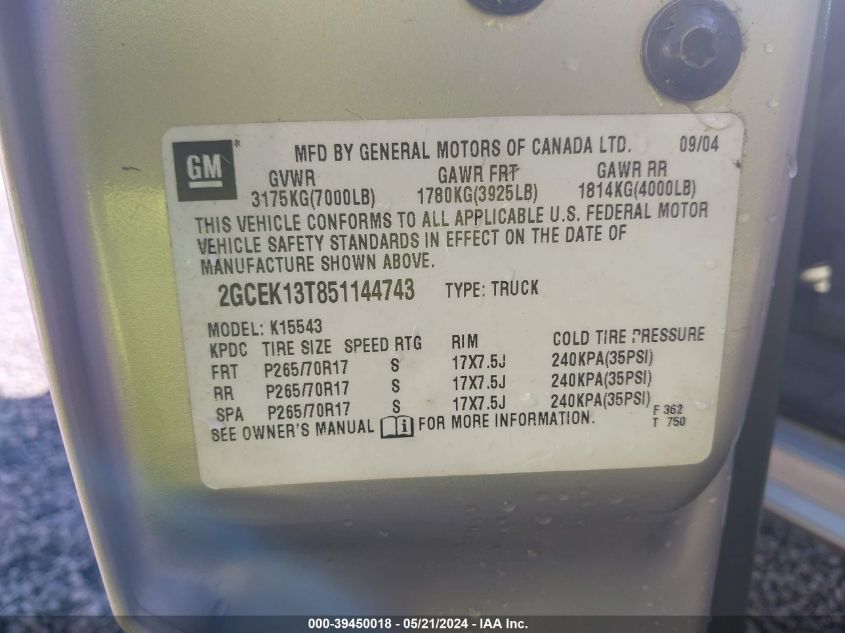 GM ® MFD BY GENERAL MOTORS OF CANADA LTD. 09/04
GVWR GAWR FRT GAWR RR
3175KG(7000LB) 1780KG(3925LB) 1814KG(4000LB)
THIS VEHICLE CONFORMS TO ALL APPLICABLE U.S. FEDERAL MOTOR
VEHICLE SAFETY STANDARDS IN EFFECT ON THE DATE OF
MANUFACTURE SHOWN ABOVE.
2GCEK13T851144743 TYPE: TRUCK
MODEL: K15543
KPDC TIRE SIZE SPEED RTG RIM COLD TIRE PRESSURE
FRT P265/70R17 S 17X7.5J 240KPA(35PSI)
RR P265/70R17 S 17X7.5J 240KPA(35PSI)
SPA P265/70R17 S 17X7.5J 240KPA(35PSI)
SEE OWNER'S MANUAL i FOR MORE INFORMATION.
F 362
T 750
000-39450018 - 05/21/2024 - IAA Inc.